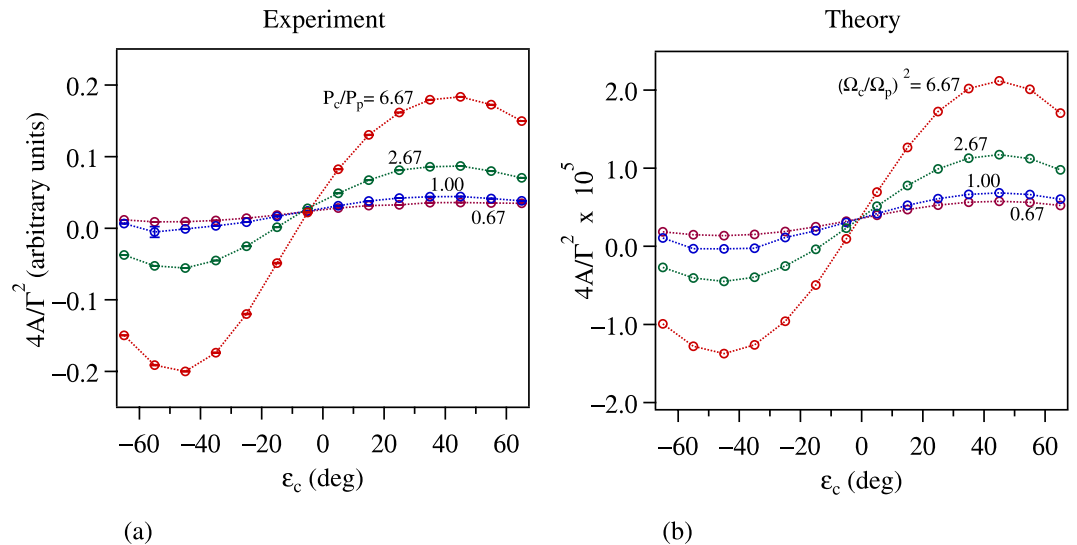 Experiment
4A/Γ² (arbitrary units)
0.2
0.1
0.0
−0.1
−0.2
P_c/P_p = 6.67
2.67
1.00
0.67
−60 −40 −20 0 20 40 60
ε_c (deg)
(a)
Theory
4A/Γ² x 10⁵
2.0
1.0
0.0
−1.0
−2.0
(Ω_c/Ω_p)² = 6.67
2.67
1.00
0.67
−60 −40 −20 0 20 40 60
ε_c (deg)
(b)